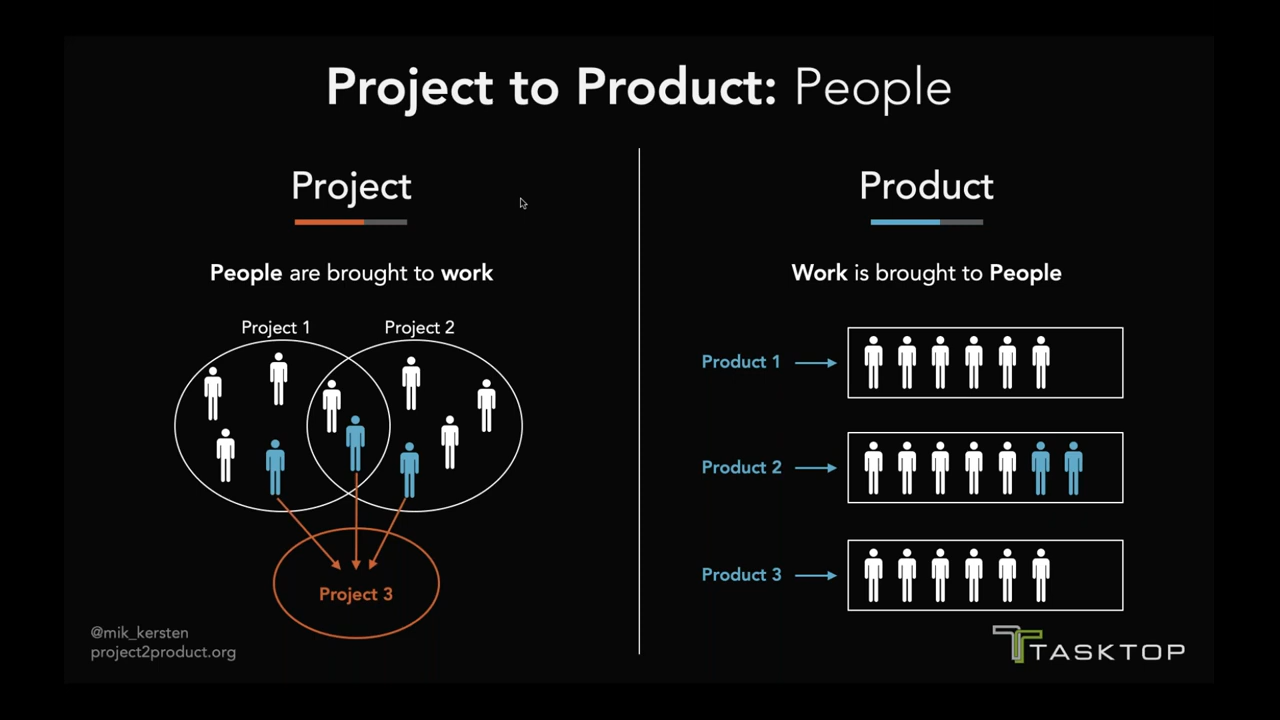 Project to Product: People
Project
People are brought to work
Project 1
Project 2
Project 3
@mik_kersten
project2product.org
Product
Work is brought to People
Product 1
Product 2
Product 3
TASKTOP